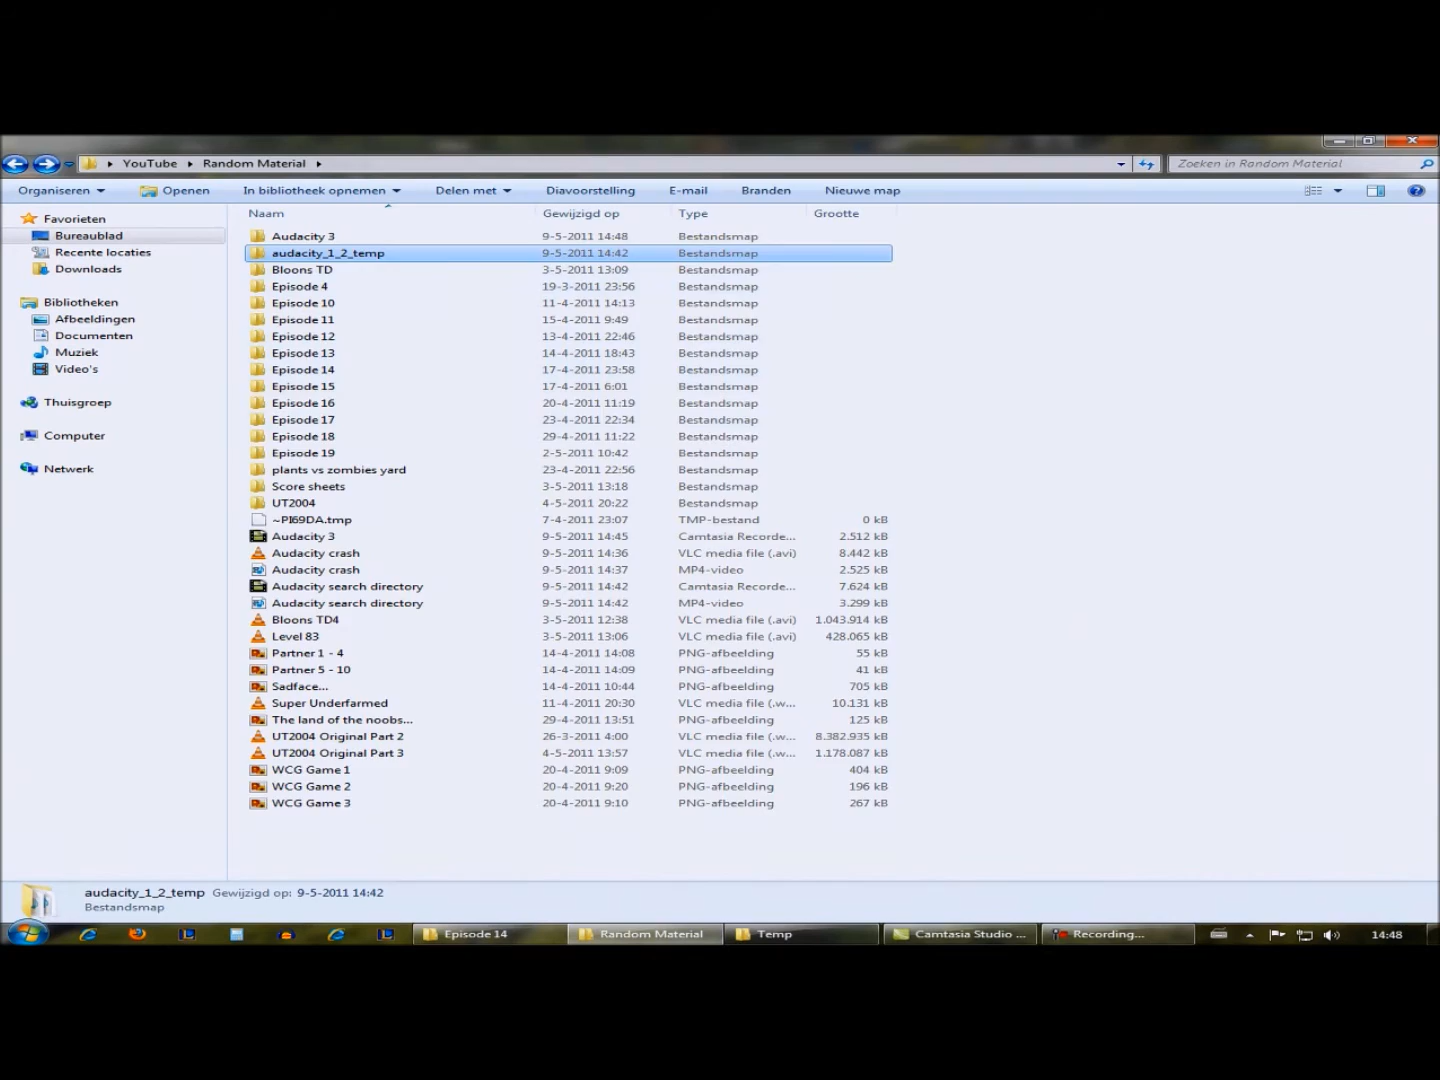 YouTube ▸ Random Material ▸ Zoeken in Random Material
Organiseren Openen In bibliotheek opnemen Delen met Diavoorstelling E-mail Branden Nieuwe map
Naam Gewijzigd op Type Grootte
Favorieten
Bureaublad
Recente locaties
Downloads
Bibliotheken
Afbeeldingen
Documenten
Muziek
Video's
Thuisgroep
Computer
Netwerk
Audacity 3 9-5-2011 14:48 Bestandsmap
audacity_1_2_temp 9-5-2011 14:42 Bestandsmap
Bloons TD 3-5-2011 13:09 Bestandsmap
Episode 4 19-3-2011 23:56 Bestandsmap
Episode 10 11-4-2011 14:13 Bestandsmap
Episode 11 15-4-2011 9:49 Bestandsmap
Episode 12 13-4-2011 22:46 Bestandsmap
Episode 13 14-4-2011 18:43 Bestandsmap
Episode 14 17-4-2011 23:58 Bestandsmap
Episode 15 17-4-2011 6:01 Bestandsmap
Episode 16 20-4-2011 11:19 Bestandsmap
Episode 17 23-4-2011 22:34 Bestandsmap
Episode 18 29-4-2011 11:22 Bestandsmap
Episode 19 2-5-2011 10:42 Bestandsmap
plants vs zombies yard 23-4-2011 22:56 Bestandsmap
Score sheets 3-5-2011 13:18 Bestandsmap
UT2004 4-5-2011 20:22 Bestandsmap
~PI69DA.tmp 7-4-2011 23:07 TMP-bestand 0 kB
Audacity 3 9-5-2011 14:45 Camtasia Recorde... 2.512 kB
Audacity crash 9-5-2011 14:36 VLC media file (.avi) 8.442 kB
Audacity crash 9-5-2011 14:37 MP4-video 2.525 kB
Audacity search directory 9-5-2011 14:42 Camtasia Recorde... 7.624 kB
Audacity search directory 9-5-2011 14:42 MP4-video 3.299 kB
Bloons TD4 3-5-2011 12:38 VLC media file (.avi) 1.043.914 kB
Level 83 3-5-2011 13:06 VLC media file (.avi) 428.065 kB
Partner 1 - 4 14-4-2011 14:08 PNG-afbeelding 55 kB
Partner 5 - 10 14-4-2011 14:09 PNG-afbeelding 41 kB
Sadface... 14-4-2011 10:44 PNG-afbeelding 705 kB
Super Underfarmed 11-4-2011 20:30 VLC media file (.w... 10.131 kB
The land of the noobs... 29-4-2011 13:51 PNG-afbeelding 125 kB
UT2004 Original Part 2 26-3-2011 4:00 VLC media file (.w... 8.382.935 kB
UT2004 Original Part 3 4-5-2011 13:57 VLC media file (.w... 1.178.087 kB
WCG Game 1 20-4-2011 9:09 PNG-afbeelding 404 kB
WCG Game 2 20-4-2011 9:20 PNG-afbeelding 196 kB
WCG Game 3 20-4-2011 9:10 PNG-afbeelding 267 kB
audacity_1_2_temp Gewijzigd op: 9-5-2011 14:42
Bestandsmap
Episode 14 Random Material Temp Camtasia Studio ... Recording... 14:48